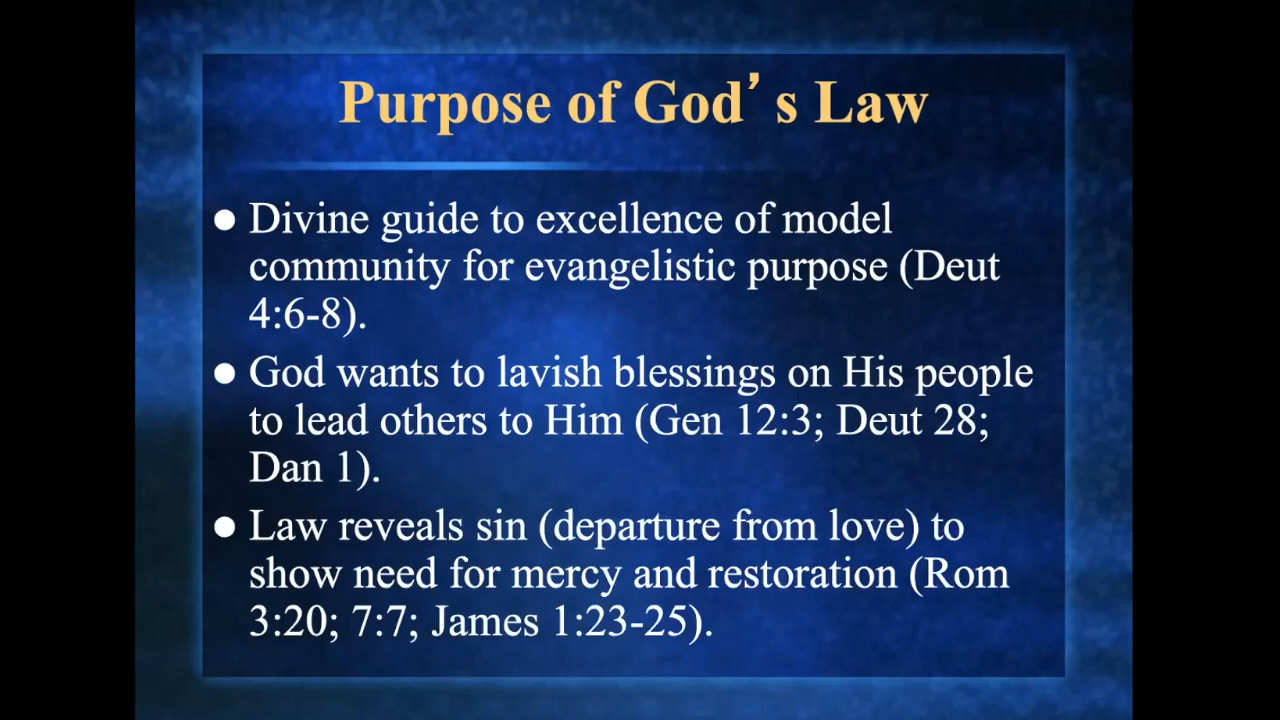 Purpose of God’s Law
● Divine guide to excellence of model
community for evangelistic purpose (Deut
4:6-8).
● God wants to lavish blessings on His people
to lead others to Him (Gen 12:3; Deut 28;
Dan 1).
● Law reveals sin (departure from love) to
show need for mercy and restoration (Rom
3:20; 7:7; James 1:23-25).